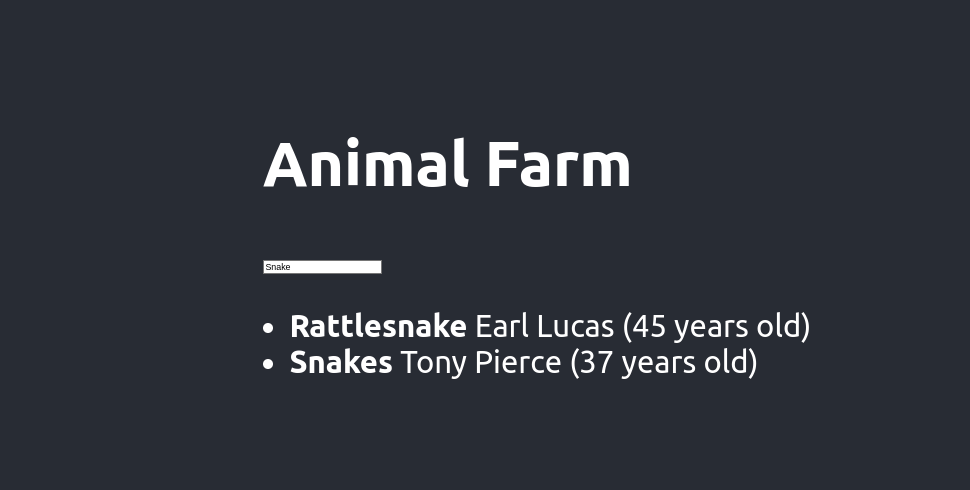 Animal Farm
Snake
Rattlesnake Earl Lucas (45 years old)
Snakes Tony Pierce (37 years old)